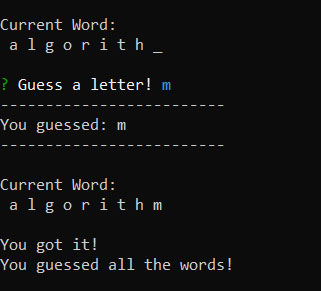 Current Word:
a l g o r i t h _
? Guess a letter! m
-------------------------
You guessed: m
-------------------------
Current Word:
a l g o r i t h m
You got it!
You guessed all the words!